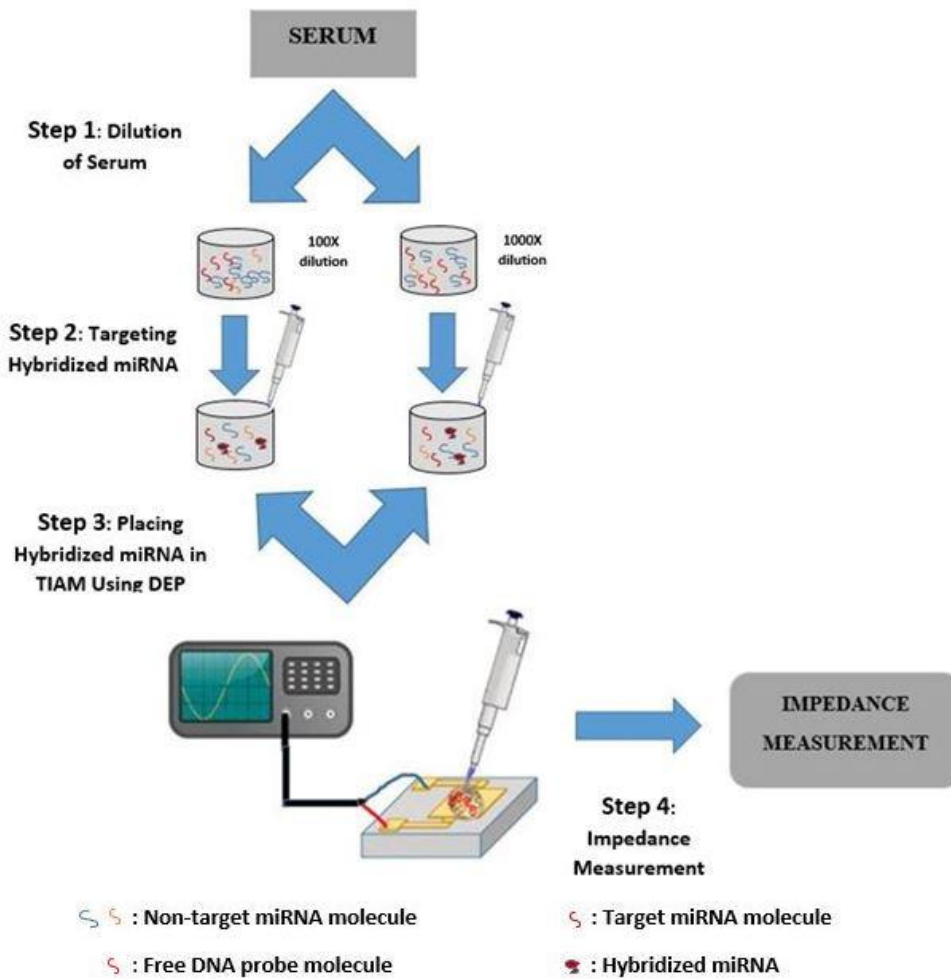 SERUM
Step 1: Dilution
of Serum
100X
dilution
1000X
dilution
Step 2: Targeting
Hybridized miRNA
Step 3: Placing
Hybridized miRNA in
TIAM Using DEP
IMPEDANCE
MEASUREMENT
Step 4:
Impedance
Measurement
: Non-target miRNA molecule
: Target miRNA molecule
: Free DNA probe molecule
: Hybridized miRNA